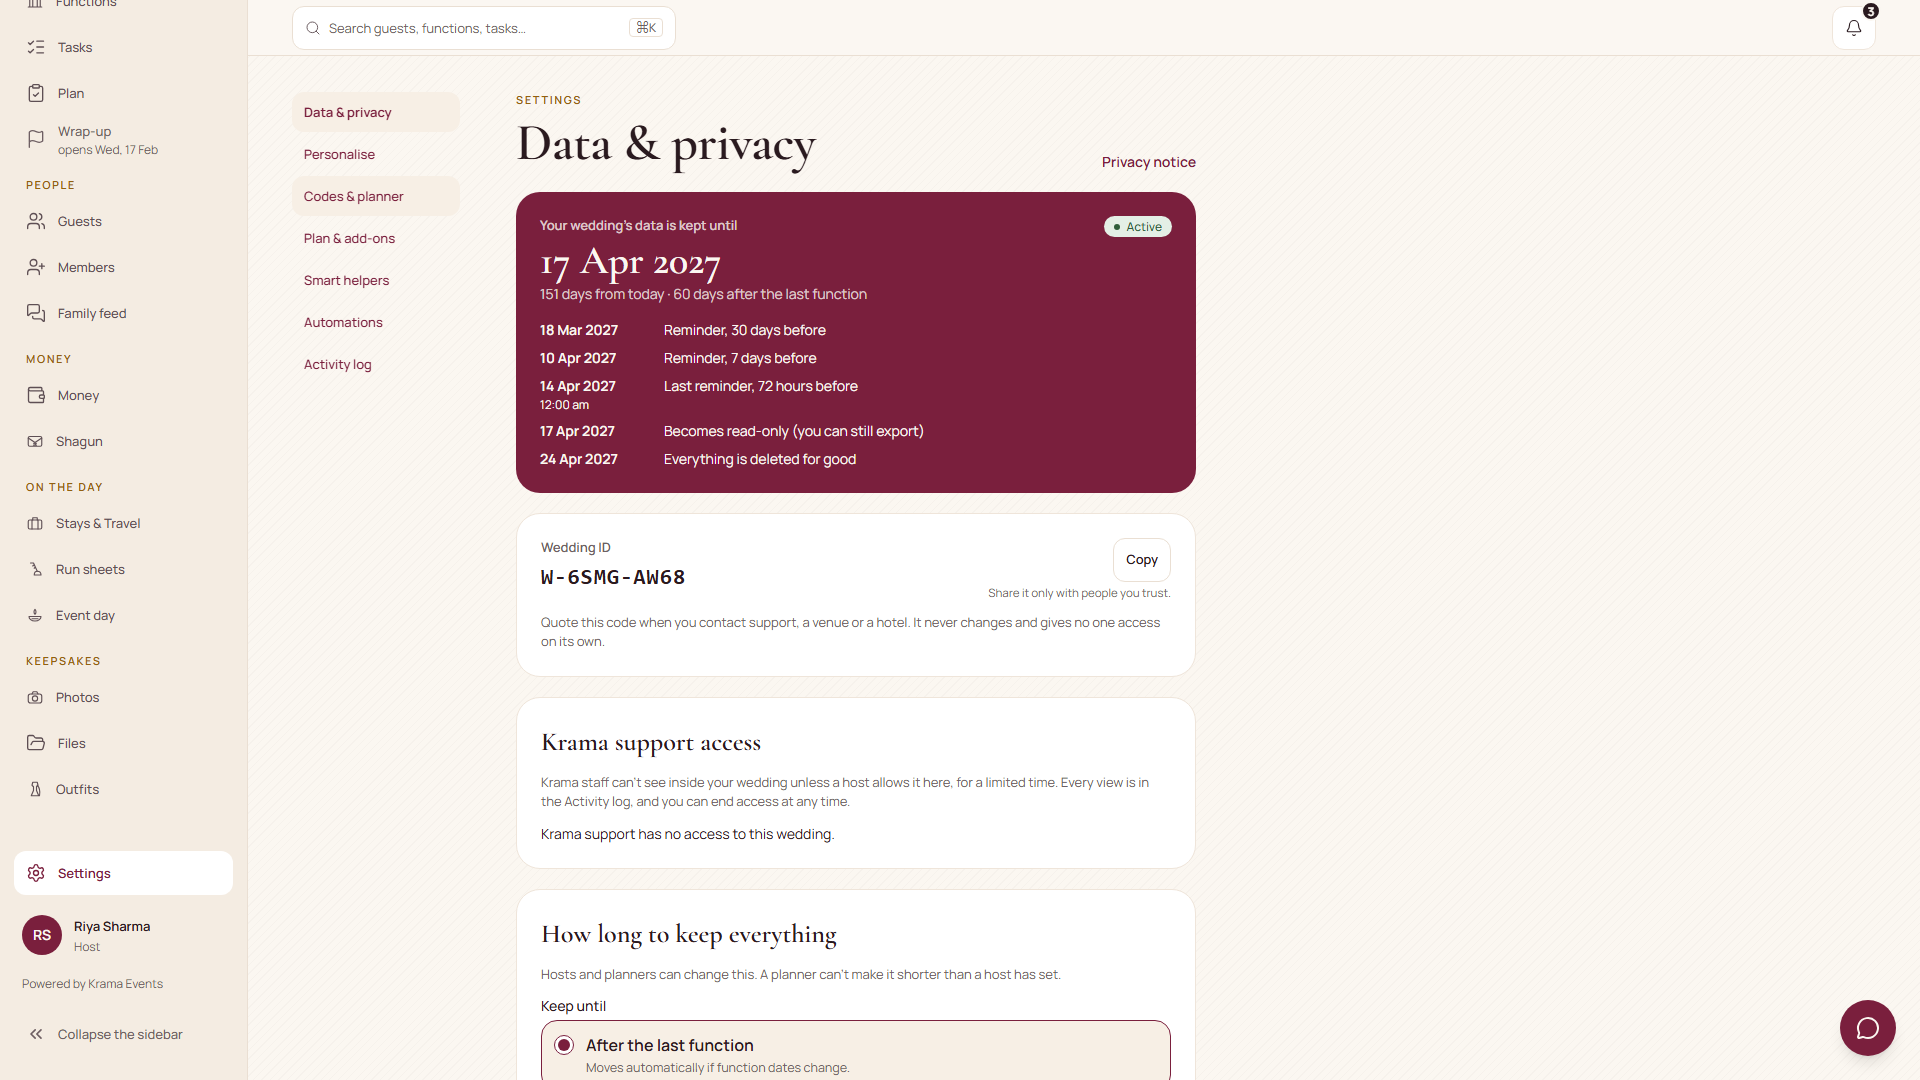 Functions
Tasks
Plan
Wrap-up
opens Wed, 17 Feb
PEOPLE
Guests
Members
Family feed
MONEY
Money
Shagun
ON THE DAY
Stays & Travel
Run sheets
Event day
KEEPSAKES
Photos
Files
Outfits
Settings
RS
Riya Sharma
Host
Powered by Krama Events
Collapse the sidebar
Search guests, functions, tasks...
⌘K
3
Data & privacy
Personalise
Codes & planner
Plan & add-ons
Smart helpers
Automations
Activity log
SETTINGS
Data & privacy
Privacy notice
Your wedding's data is kept until
Active
17 Apr 2027
151 days from today · 60 days after the last function
18 Mar 2027 Reminder, 30 days before
10 Apr 2027 Reminder, 7 days before
14 Apr 2027 Last reminder, 72 hours before
12:00 am
17 Apr 2027 Becomes read-only (you can still export)
24 Apr 2027 Everything is deleted for good
Wedding ID
W-6SMG-AW68
Copy
Share it only with people you trust.
Quote this code when you contact support, a venue or a hotel. It never changes and gives no one access
on its own.
Krama support access
Krama staff can't see inside your wedding unless a host allows it here, for a limited time. Every view is in
the Activity log, and you can end access at any time.
Krama support has no access to this wedding.
How long to keep everything
Hosts and planners can change this. A planner can't make it shorter than a host has set.
Keep until
After the last function
Moves automatically if function dates change.